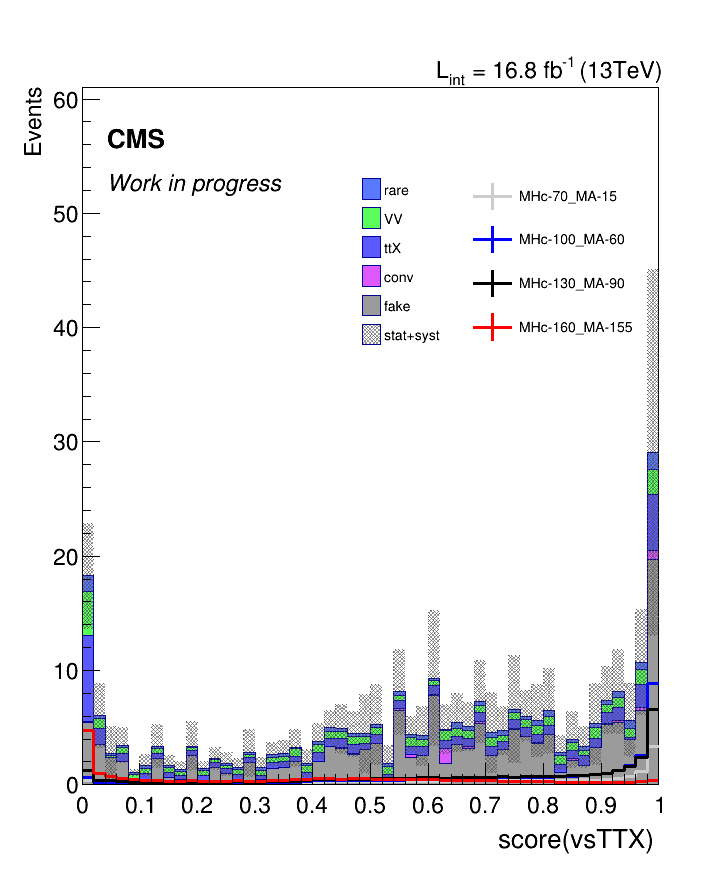 L_int = 16.8 fb^-1 (13TeV)
Events
60
CMS
Work in progress
50
40
30
20
10
0
rare
VV
ttX
conv
fake
stat+syst
MHc-70_MA-15
MHc-100_MA-60
MHc-130_MA-90
MHc-160_MA-155
0 0.1 0.2 0.3 0.4 0.5 0.6 0.7 0.8 0.9 1
score(vsTTX)